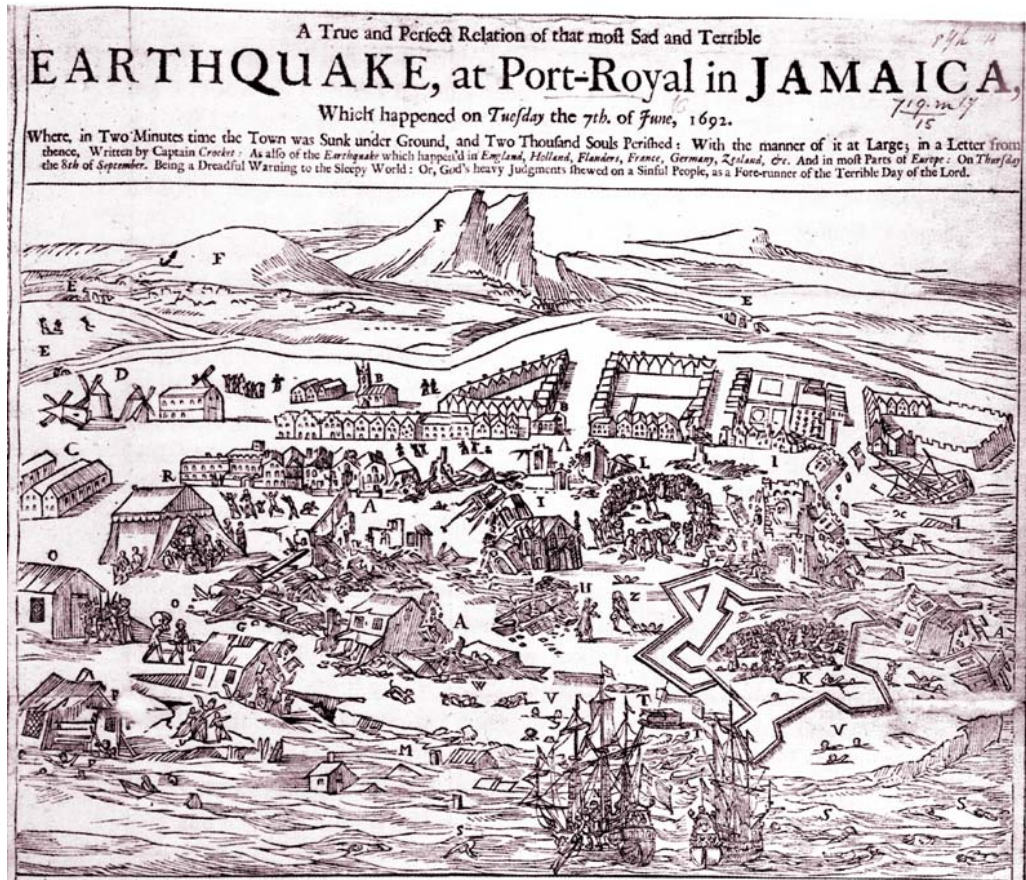 A True and Perfect Relation of that moſt Sad and Terrible
EARTHQUAKE, at Port-Royal in JAMAICA,
Which happened on Tueſday the 7th. of June, 1692.
15
Where, in Two Minutes time the Town was Sunk under Ground, and Two Thouſand Souls Periſhed: With the manner of it at Large; in a Letter from
thence, Written by Captain Crocket: As alſo of the Earthquake which happen'd in England, Holland, Flanders, France, Germany, Zealand, &c. And in moſt Parts of Europe: On Thurſday
the 8th of September. Being a Dreadful Warning to the Sleepy World: Or, God's heavy Judgments ſhewed on a Sinful People, as a Fore-runner of the Terrible Day of the Lord.
F
F
E
E
E
D
B
B
A
C
R
L
I
A
I
O
O
H
Z
A
A
G
W
K
V
T
P
V
M
S
S
S